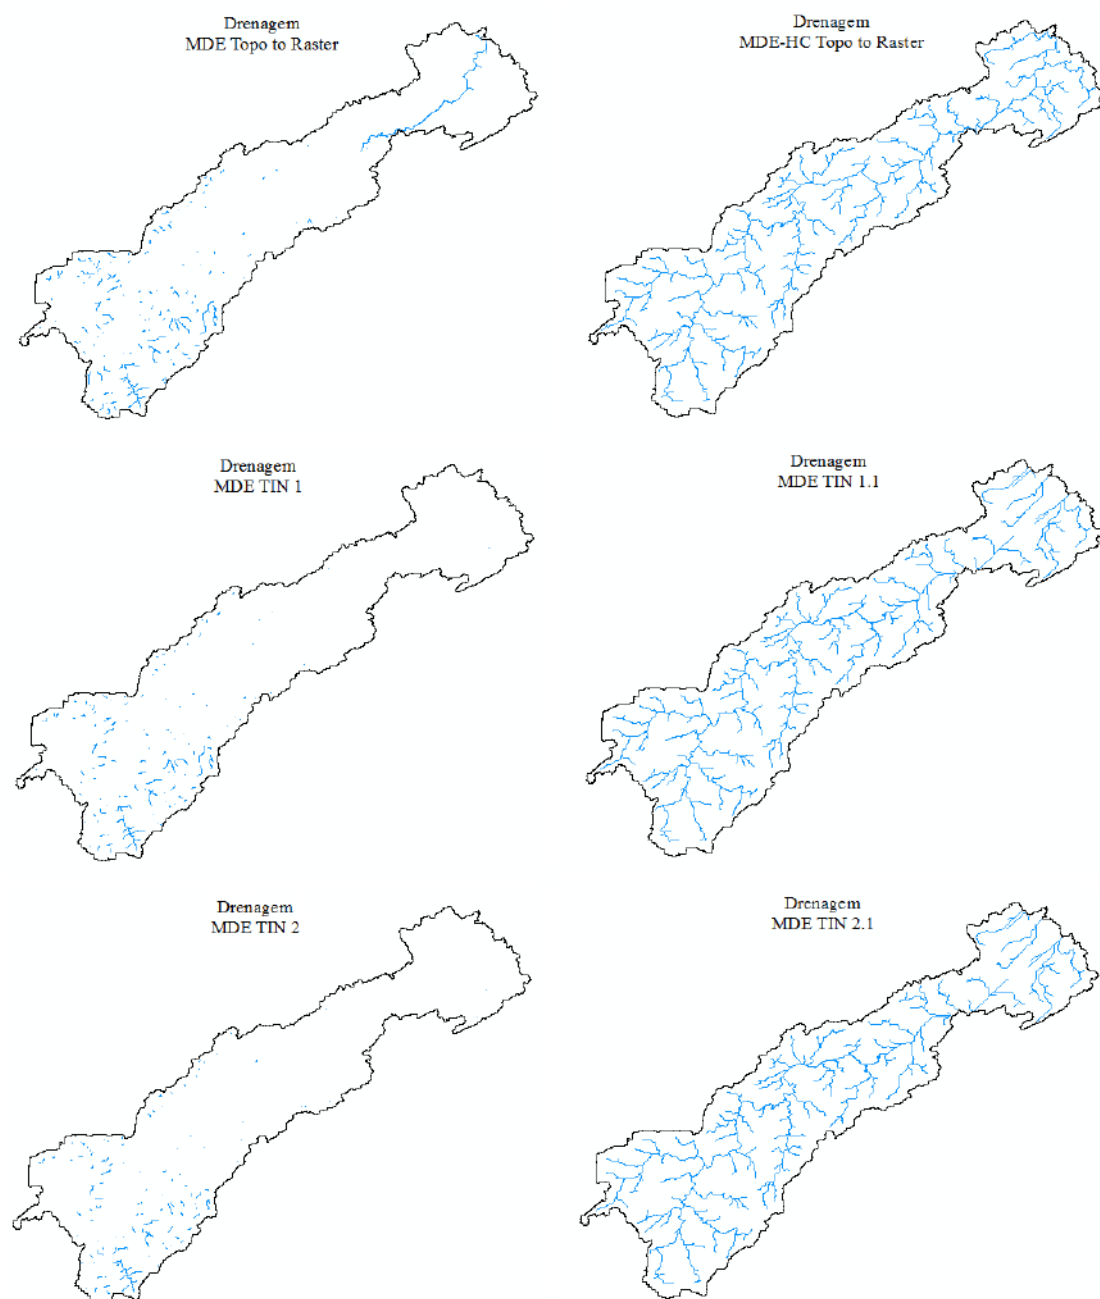 Drenagem
MDE Topo to Raster
Drenagem
MDE-HC Topo to Raster
Drenagem
MDE TIN 1
Drenagem
MDE TIN 1.1
Drenagem
MDE TIN 2
Drenagem
MDE TIN 2.1